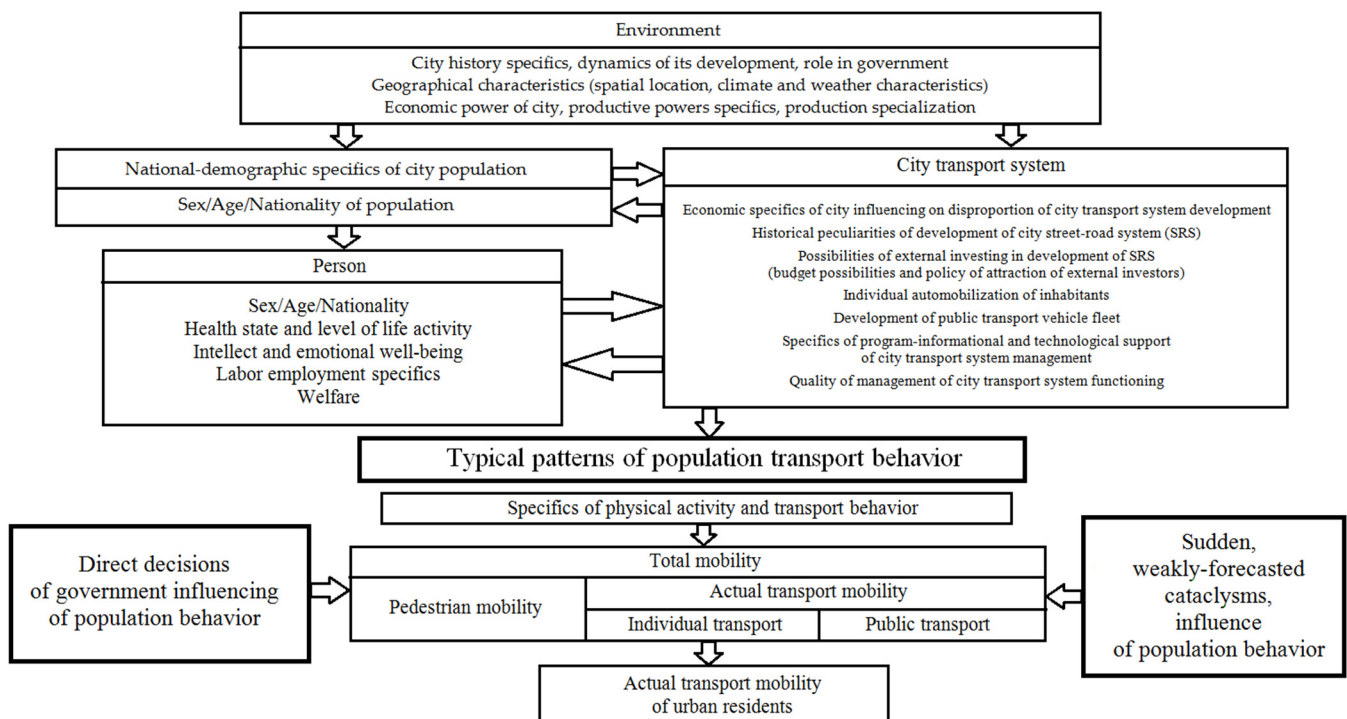 Environment
City history specifics, dynamics of its development, role in government
Geographical characteristics (spatial location, climate and weather characteristics)
Economic power of city, productive powers specifics, production specialization
National-demographic specifics of city population
Sex/Age/Nationality of population
City transport system
Economic specifics of city influencing on disproportion of city transport system development
Historical peculiarities of development of city street-road system (SRS)
Possibilities of external investing in development of SRS
(budget possibilities and policy of attraction of external investors)
Individual automobilization of inhabitants
Development of public transport vehicle fleet
Specifics of program-informational and technological support
of city transport system management
Quality of management of city transport system functioning
Person
Sex/Age/Nationality
Health state and level of life activity
Intellect and emotional well-being
Labor employment specifics
Welfare
Typical patterns of population transport behavior
Specifics of physical activity and transport behavior
Direct decisions
of government influencing
of population behavior
Total mobility
Pedestrian mobility
Actual transport mobility
Individual transport
Public transport
Sudden,
weakly-forecasted
cataclysms,
influence
of population behavior
Actual transport mobility
of urban residents